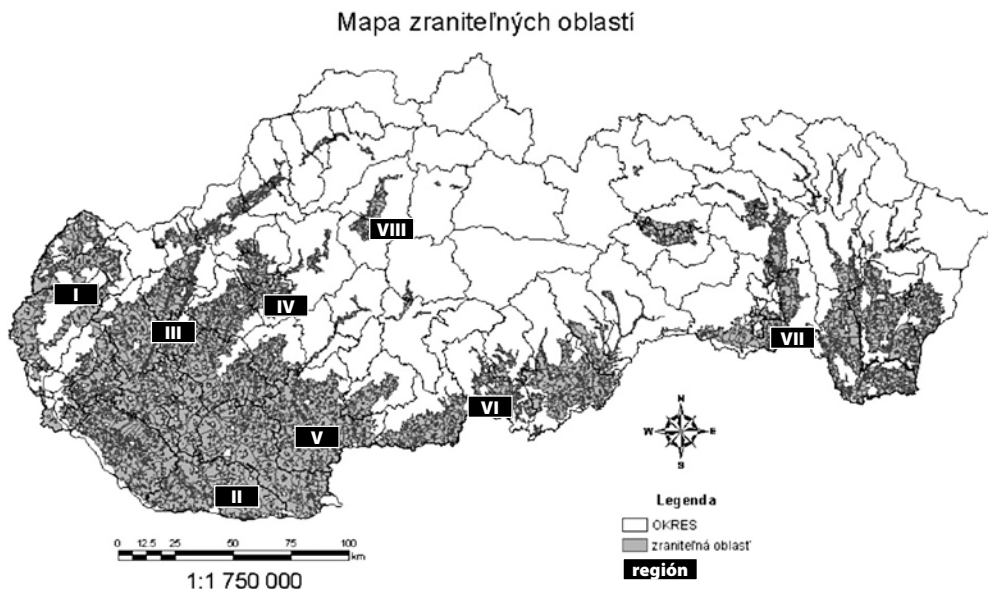 Mapa zraniteľných oblastí
VIII
I
IV
III
VII
VI
V
II
N
W E
S
Legenda
OKRES
zraniteľná oblasť
región
0 12.5 25 50 75 100
km
1:1 750 000